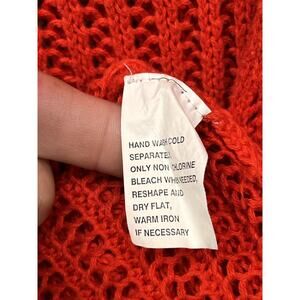 HAND WASH COLD
SEPARATELY
ONLY NON CHLORINE
BLEACH WHEN NEEDED,
RESHAPE AND
DRY FLAT,
WARM IRON
IF NECESSARY